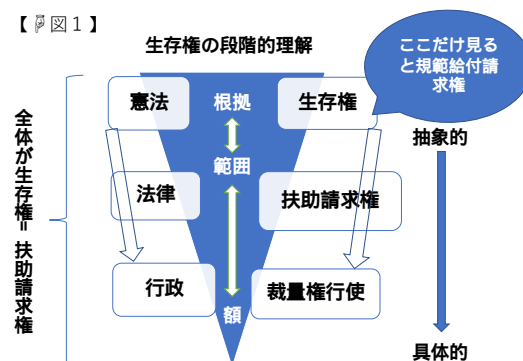 【☟図1】
生存権の段階的理解
ここだけ見る
と規範給付請
求権
憲法
根拠
生存権
抽象的
範囲
法律
扶助請求権
行政
裁量権行使
額
具体的
全体が生存権=扶助請求権